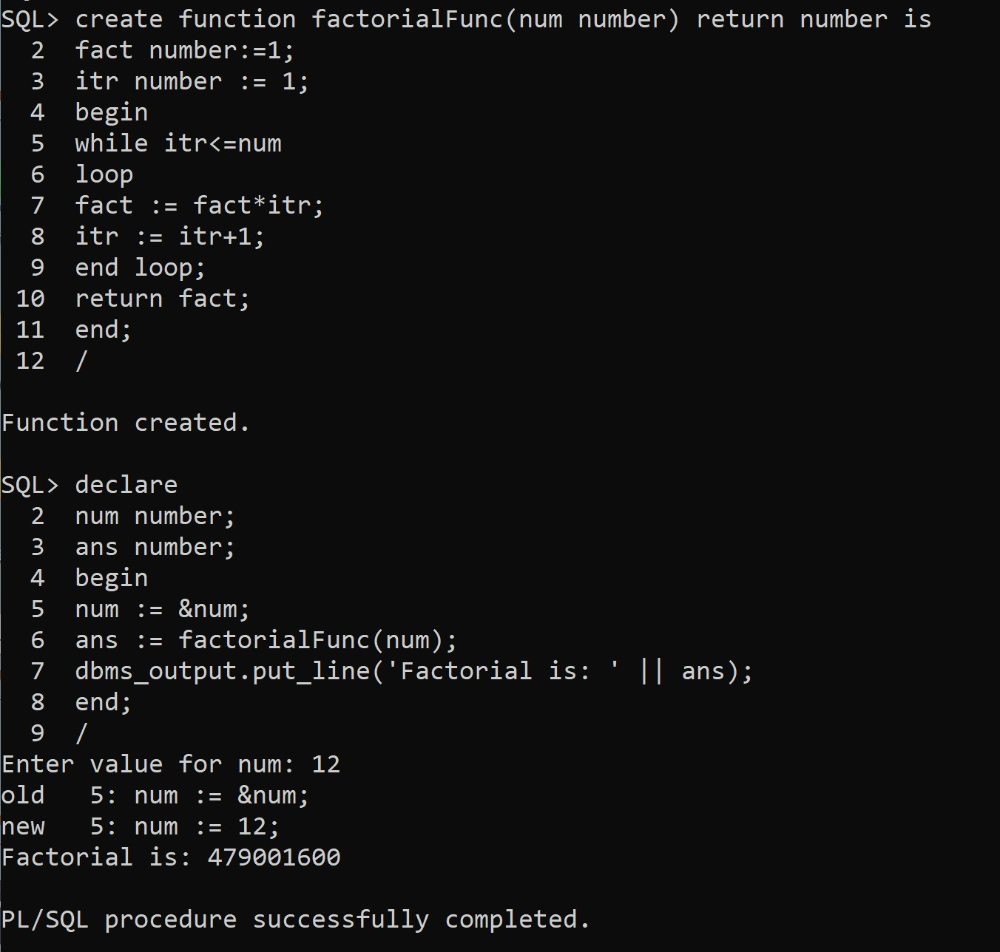 SQL> create function factorialFunc(num number) return number is
  2  fact number:=1;
  3  itr number := 1;
  4  begin
  5  while itr<=num
  6  loop
  7  fact := fact*itr;
  8  itr := itr+1;
  9  end loop;
 10  return fact;
 11  end;
 12  /
Function created.
SQL> declare
  2  num number;
  3  ans number;
  4  begin
  5  num := &num;
  6  ans := factorialFunc(num);
  7  dbms_output.put_line('Factorial is: ' || ans);
  8  end;
  9  /
Enter value for num: 12
old   5: num := &num;
new   5: num := 12;
Factorial is: 479001600
PL/SQL procedure successfully completed.